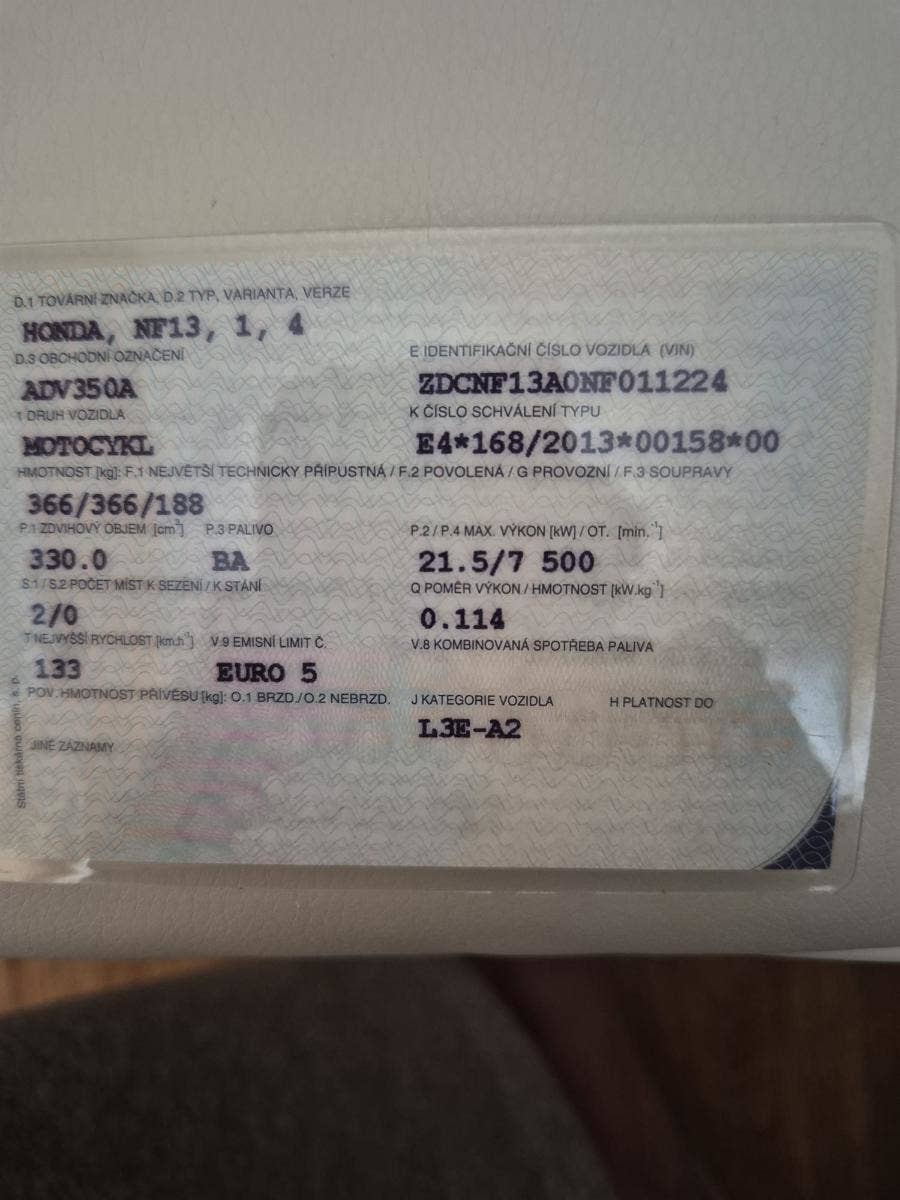 D.1 TOVÁRNÍ ZNAČKA, D.2 TYP, VARIANTA, VERZE
HONDA, NF13, 1, 4
D.3 OBCHODNÍ OZNAČENÍ
ADV350A
1 DRUH VOZIDLA
MOTOCYKL
E IDENTIFIKAČNÍ ČÍSLO VOZIDLA (VIN)
ZDCNF13A0NF011224
K ČÍSLO SCHVÁLENÍ TYPU
E4*168/2013*00158*00
HMOTNOST [kg]: F.1 NEJVĚTŠÍ TECHNICKY PŘÍPUSTNÁ / F.2 POVOLENÁ / G PROVOZNÍ / F.3 SOUPRAVY
366/366/188
P.1 ZDVIHOVÝ OBJEM [cm³] P.3 PALIVO
330.0 BA
P.2 / P.4 MAX. VÝKON [kW] / OT. [min.⁻¹]
21.5/7 500
S.1 / S.2 POČET MÍST K SEZENÍ / K STÁNÍ
2/0
Q POMĚR VÝKON / HMOTNOST [kW.kg⁻¹]
0.114
T NEJVYŠŠÍ RYCHLOST [km.h⁻¹] V.9 EMISNÍ LIMIT Č.
133 EURO 5
V.8 KOMBINOVANÁ SPOTŘEBA PALIVA
POV. HMOTNOST PŘÍVĚSU [kg]: O.1 BRZD./O.2 NEBRZD.
J KATEGORIE VOZIDLA H PLATNOST DO
L3E-A2
JINÉ ZÁZNAMY
Státní tiskárna cenin s. p.